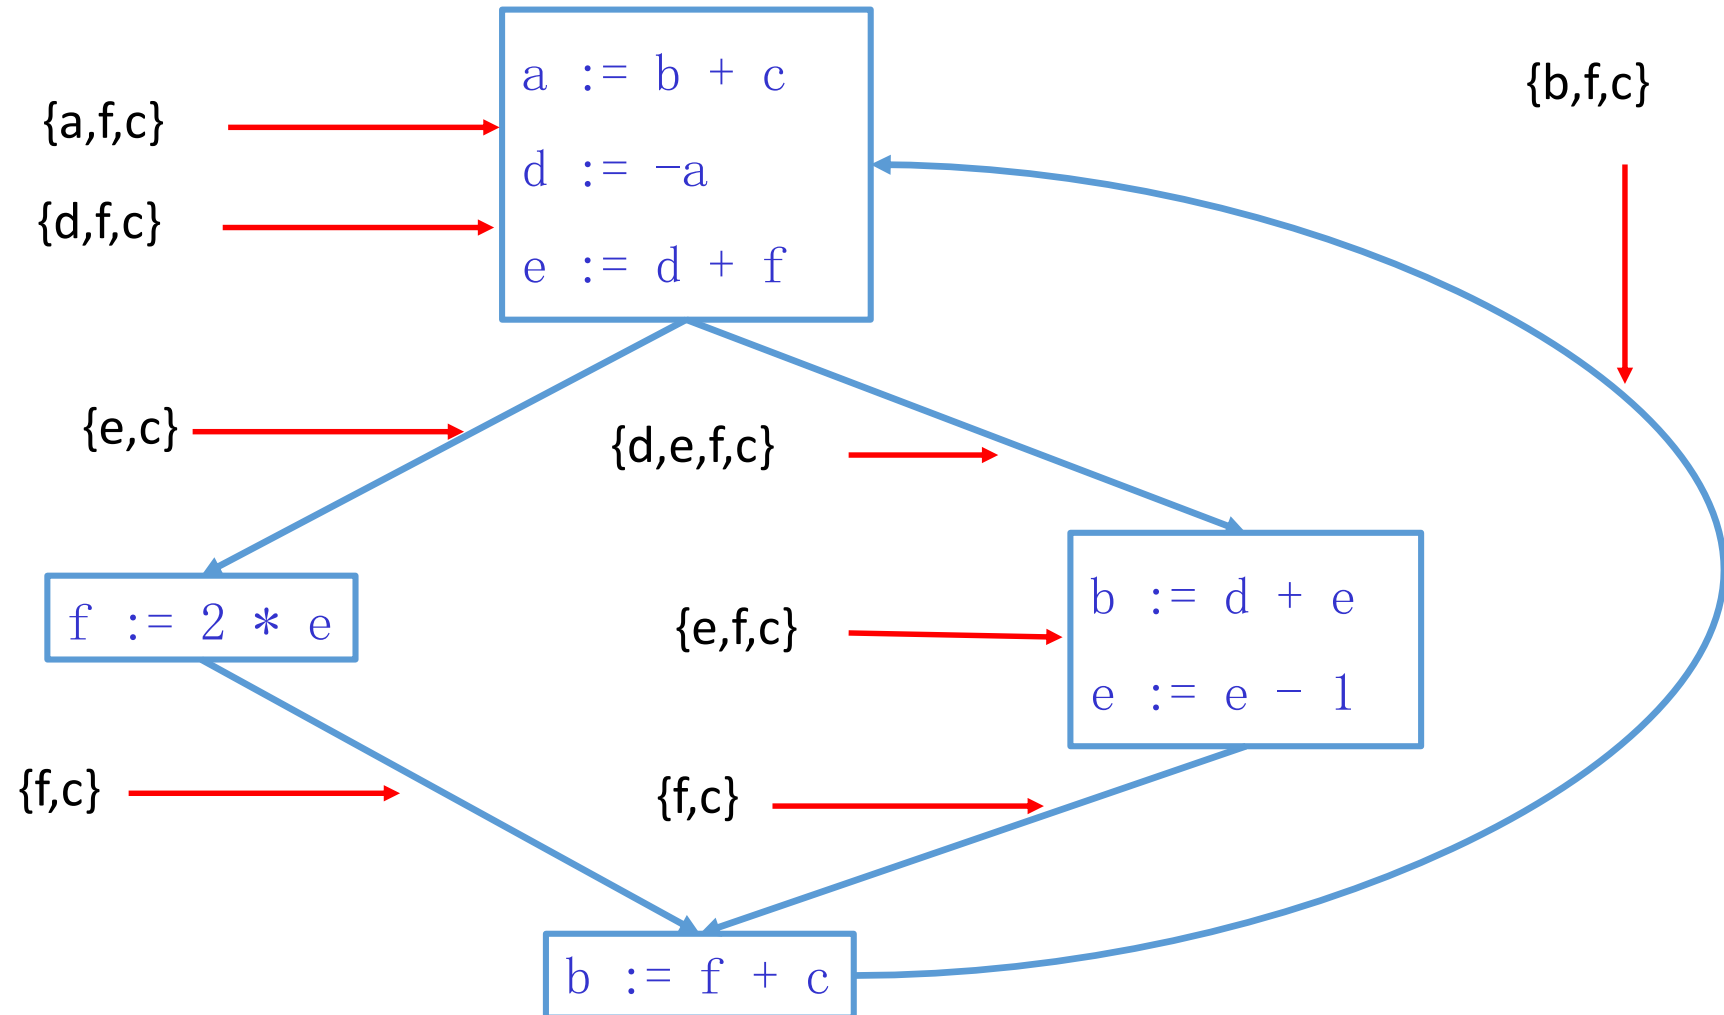 a := b + c
{b,f,c}
{a,f,c}
d := -a
{d,f,c}
e := d + f
{e,c}
{d,e,f,c}
f := 2 * e
b := d + e
{e,f,c}
e := e - 1
{f,c}
{f,c}
b := f + c